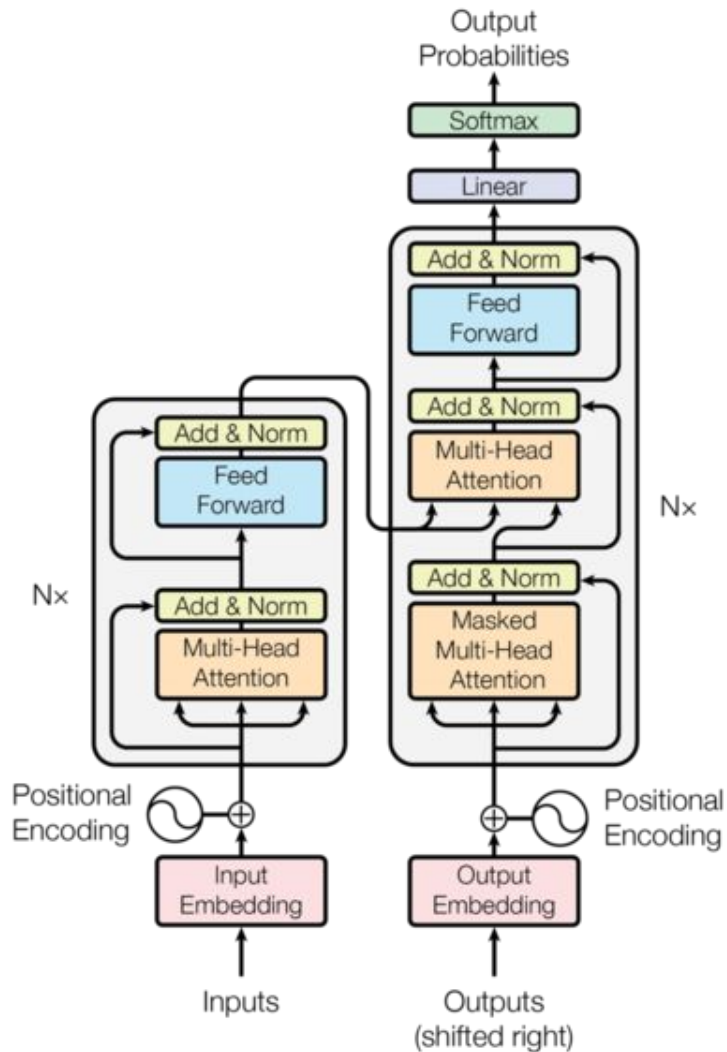 Output
Probabilities
Softmax
Linear
Add & Norm
Feed
Forward
Add & Norm
Multi-Head
Attention
Nx
Add & Norm
Masked
Multi-Head
Attention
Add & Norm
Feed
Forward
Nx
Add & Norm
Multi-Head
Attention
Positional
Encoding
Positional
Encoding
Input
Embedding
Output
Embedding
Inputs
Outputs
(shifted right)